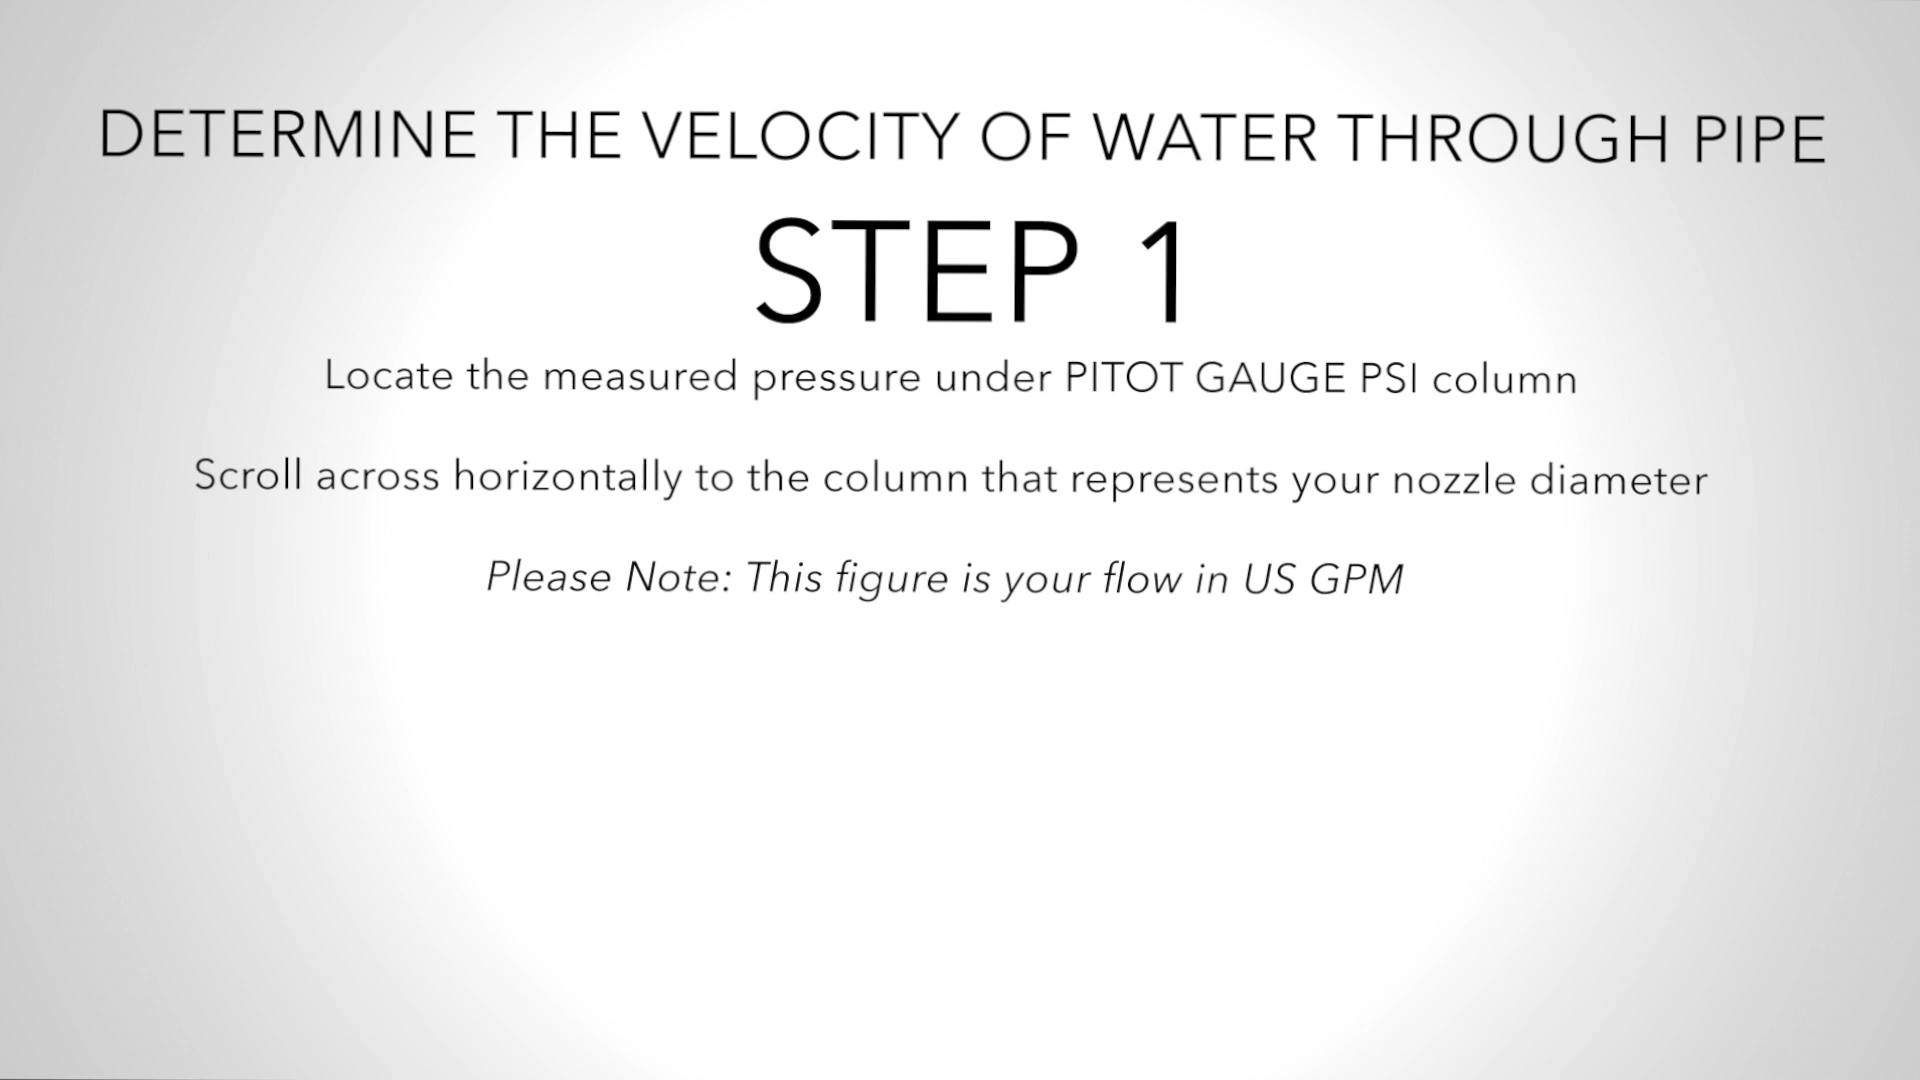 DETERMINE THE VELOCITY OF WATER THROUGH PIPE
STEP 1
Locate the measured pressure under PITOT GAUGE PSI column
Scroll across horizontally to the column that represents your nozzle diameter
Please Note: This figure is your flow in US GPM